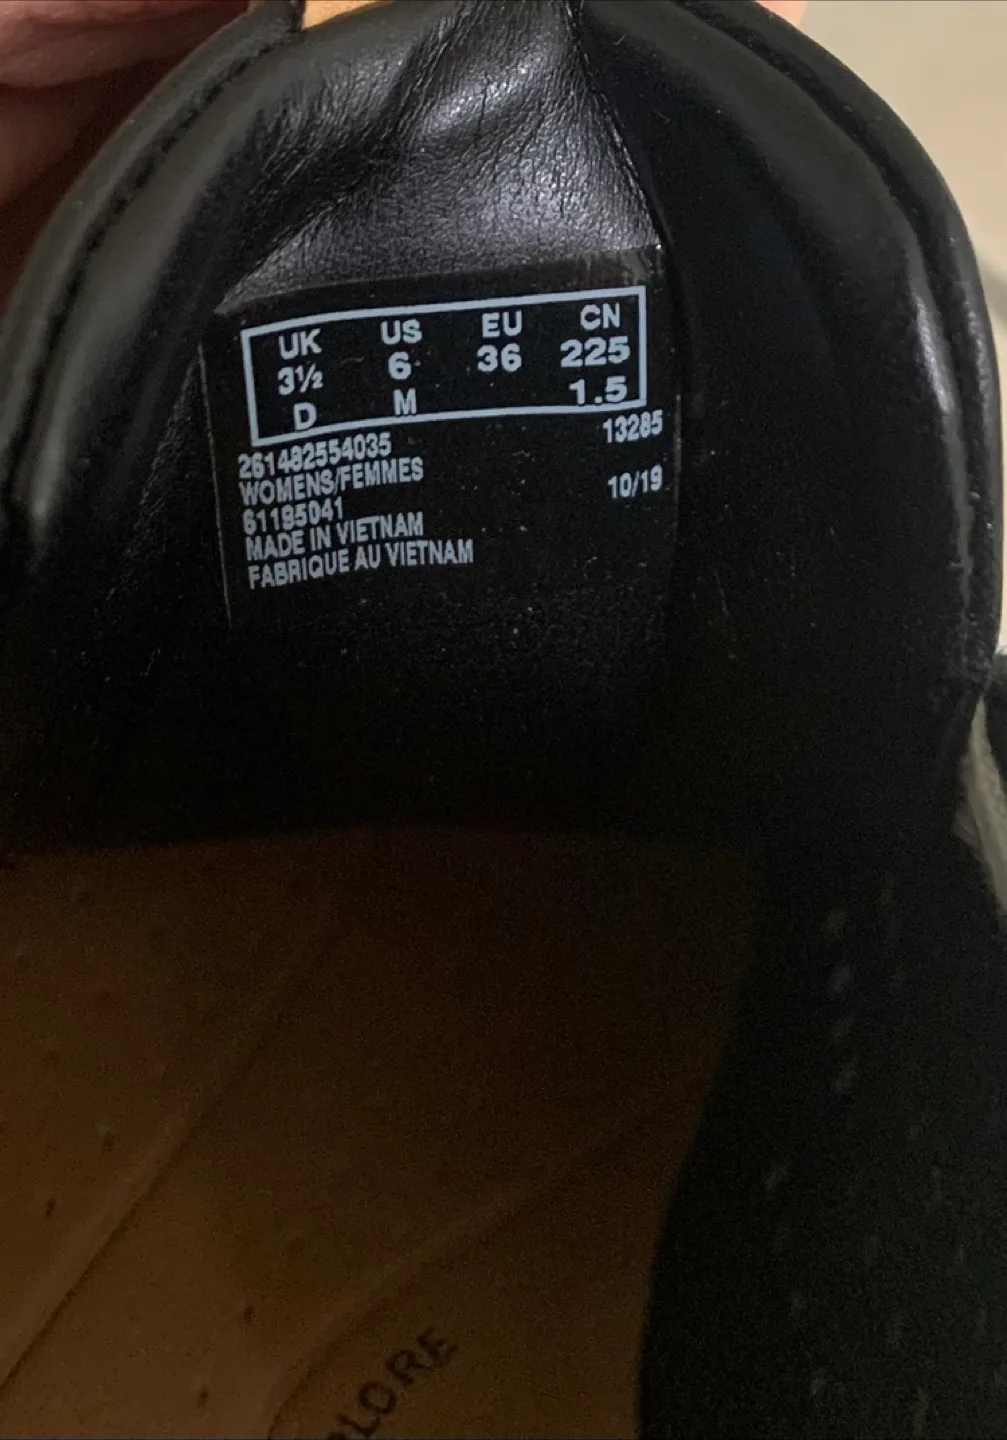 UK US EU CN
3½ 6 36 225
D M 1.5
261482554035 13285
WOMENS/FEMMES
61195041 10/19
MADE IN VIETNAM
FABRIQUE AU VIETNAM
LORE